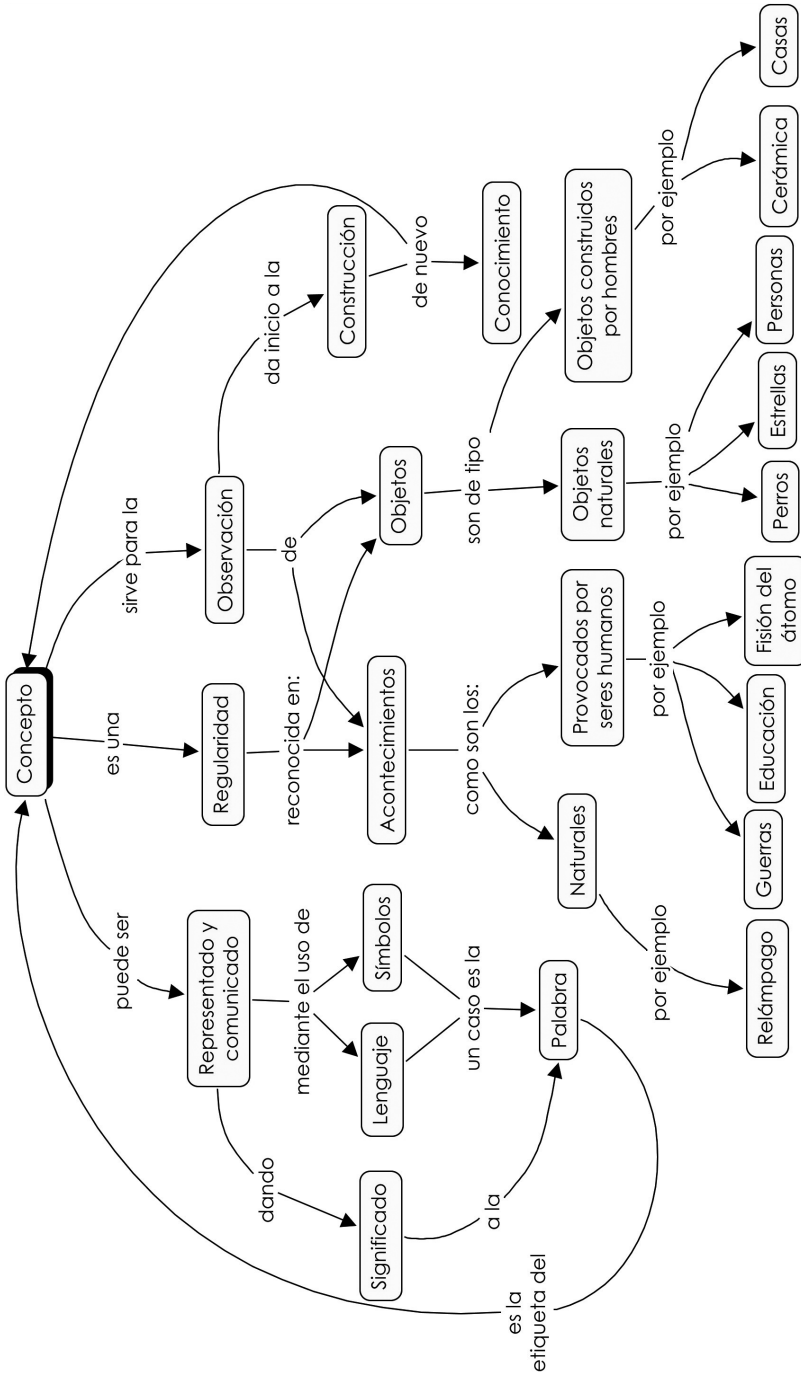 Concepto
puede ser
es una
sirve para la
Representado y
comunicado
Regularidad
Observación
dando
mediante el uso de
reconocida en:
de
da inicio a la
Construcción
Significado
Lenguaje
Símbolos
Acontecimientos
Objetos
de nuevo
Conocimiento
a la
un caso es la
como son los:
son de tipo
es la
etiqueta del
Palabra
Naturales
Provocados por
seres humanos
Objetos
naturales
Objetos construidos
por hombres
por ejemplo
por ejemplo
por ejemplo
por ejemplo
Relámpago
Guerras
Educación
Fisión del
átomo
Perros
Estrellas
Personas
Cerámica
Casas